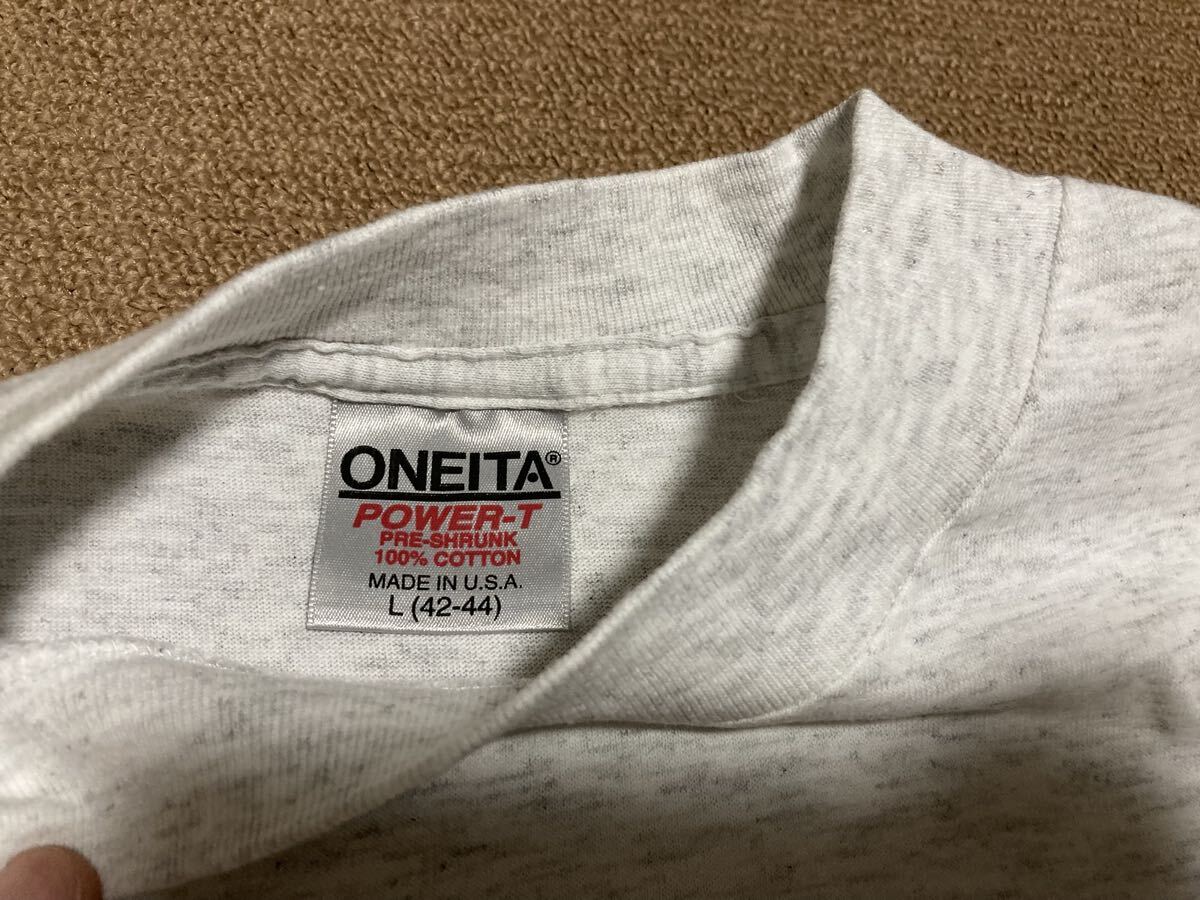 ONEITA®
POWER-T
PRE-SHRUNK
100% COTTON
MADE IN U.S.A.
L (42-44)